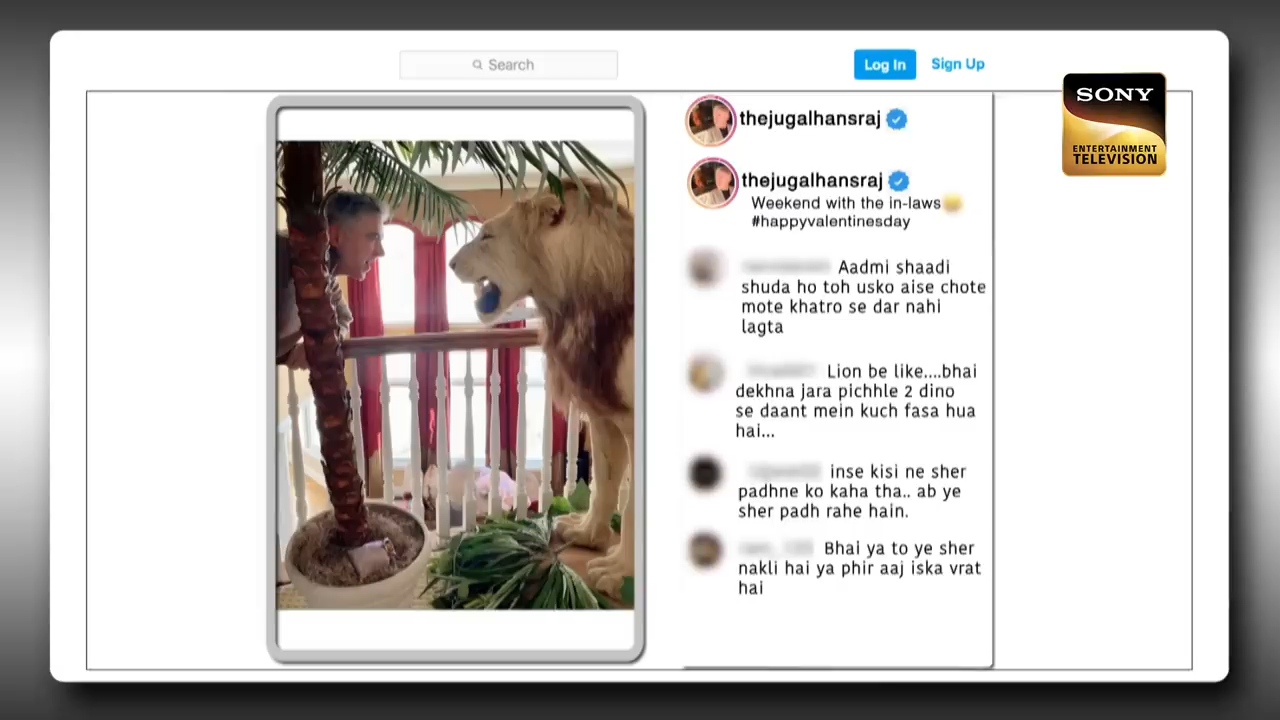 Search
Log In
Sign Up
SONY
ENTERTAINMENT
TELEVISION
thejugalhansraj
thejugalhansraj
Weekend with the in-laws
#happyvalentinesday
Aadmi shaadi
shuda ho toh usko aise chote
mote khatro se dar nahi
lagta
Lion be like....bhai
dekhna jara pichhle 2 dino
se daant mein kuch fasa hua
hai...
inse kisi ne sher
padhne ko kaha tha.. ab ye
sher padh rahe hain.
Bhai ya to ye sher
nakli hai ya phir aaj iska vrat
hai